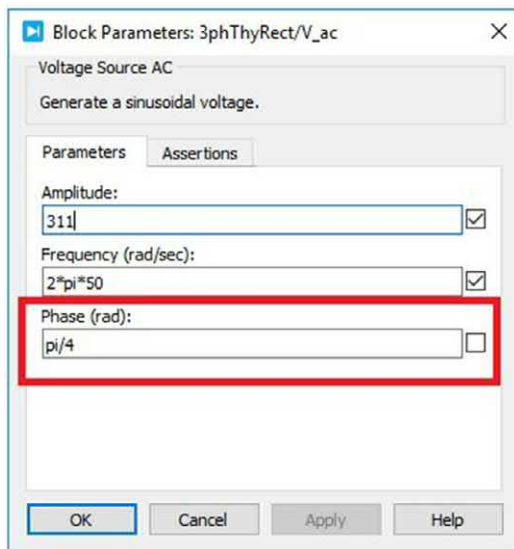 Block Parameters: 3phThyRect/V_ac
Voltage Source AC
Generate a sinusoidal voltage.
Parameters
Assertions
Amplitude:
311
Frequency (rad/sec):
2*pi*50
Phase (rad):
pi/4
OK
Cancel
Apply
Help